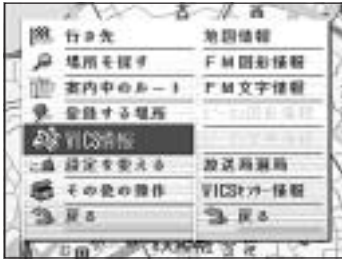 行き先
場所を探す
案内中のルート
登録する場所
VICS情報
設定を変える
その他の操作
戻る
地図情報
FM図形情報
FM文字情報
放送局選局
VICSセンター情報
戻る